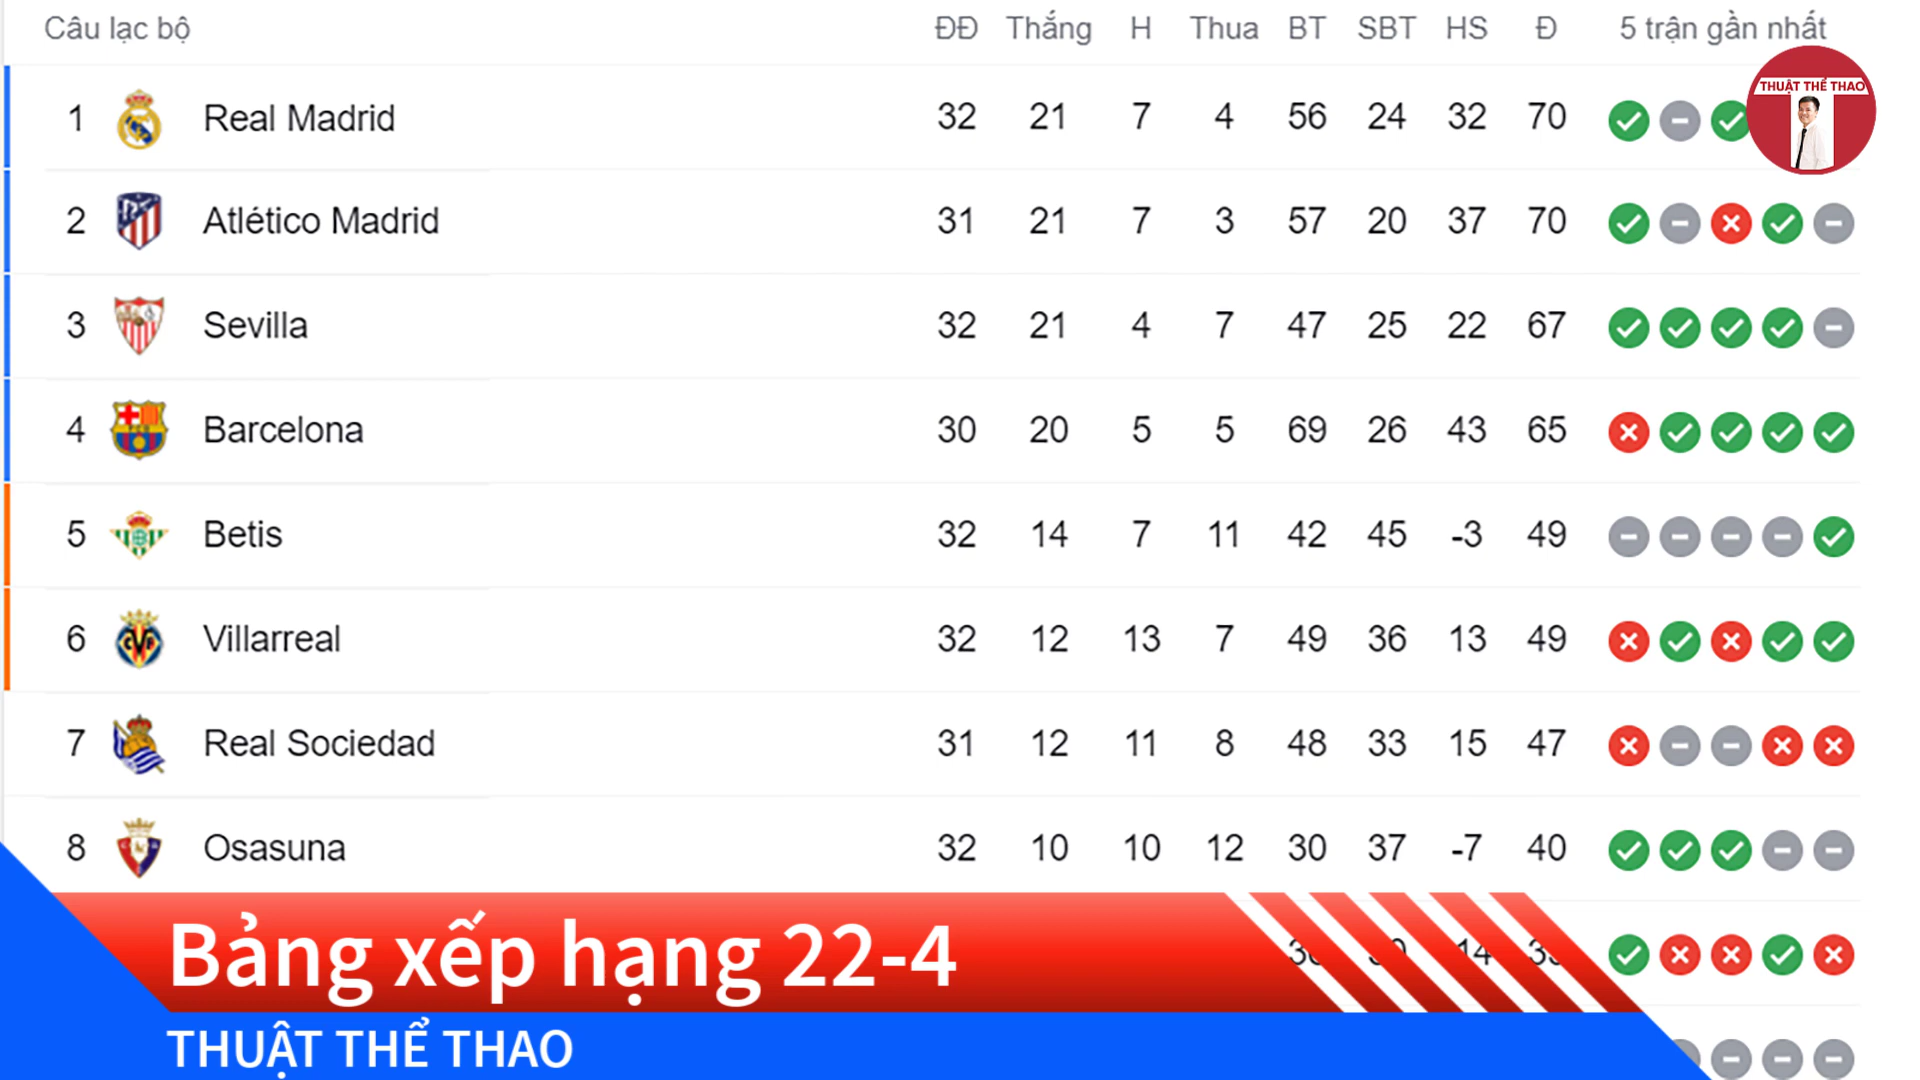 Câu lạc bộ ĐĐ Thắng H Thua BT SBT HS Đ 5 trận gần nhất
THUẬT THỂ THAO
1 Real Madrid 32 21 7 4 56 24 32 70
2 Atlético Madrid 31 21 7 3 57 20 37 70
3 Sevilla 32 21 4 7 47 25 22 67
4 Barcelona 30 20 5 5 69 26 43 65
5 Betis 32 14 7 11 42 45 -3 49
6 Villarreal 32 12 13 7 49 36 13 49
7 Real Sociedad 31 12 11 8 48 33 15 47
8 Osasuna 32 10 10 12 30 37 -7 40
Bảng xếp hạng 22-4
THUẬT THỂ THAO